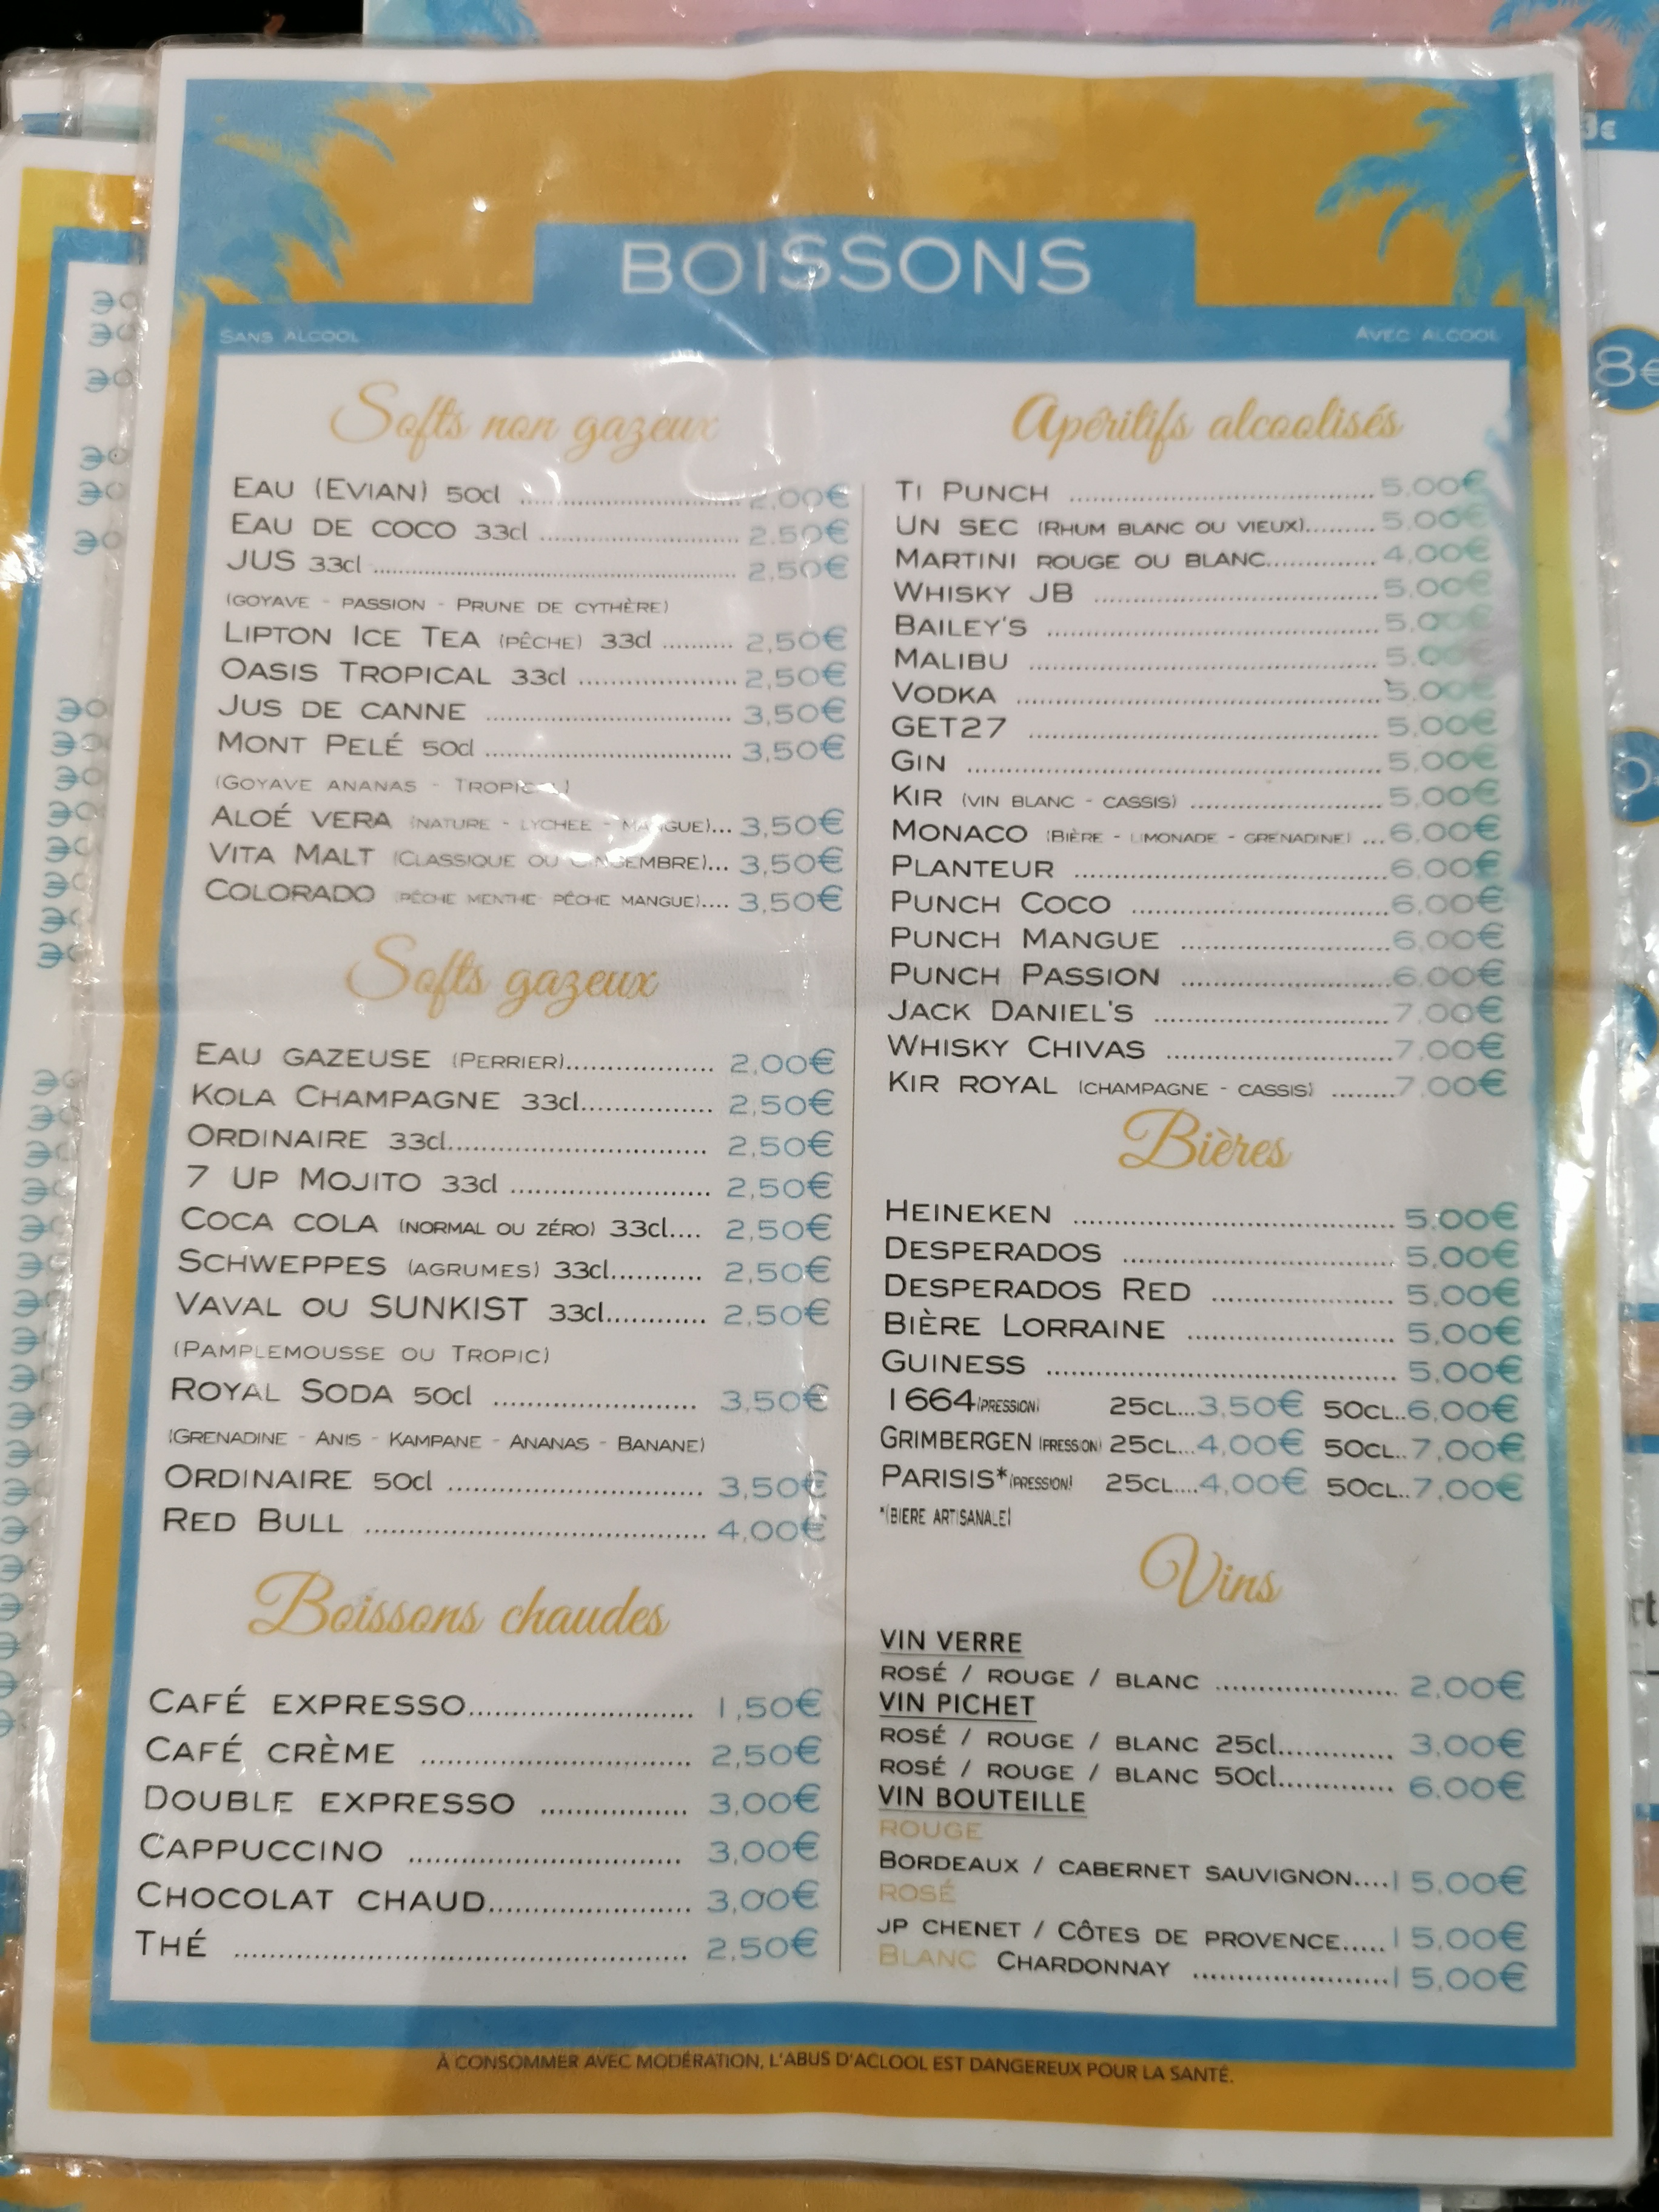 BOISSONS
SANS ALCOOL
AVEC ALCOOL
Softs non gazeux
EAU (EVIAN) 50cl ........ 2,00€
EAU DE COCO 33cl ........ 2.50€
JUS 33cl ........ 2,50€
(GOYAVE - PASSION - PRUNE DE CYTHÈRE)
LIPTON ICE TEA (PÊCHE) 33cl ........ 2,50€
OASIS TROPICAL 33cl ........ 2,50€
JUS DE CANNE ........ 3,50€
MONT PELÉ 50cl ........ 3,50€
(GOYAVE ANANAS - TROPICAL)
ALOÉ VERA (NATURE - LYCHEE - MANGUE)... 3,50€
VITA MALT (CLASSIQUE OU GINGEMBRE)... 3,50€
COLORADO (PÊCHE MENTHE- PÊCHE MANGUE).... 3,50€
Softs gazeux
EAU GAZEUSE (PERRIER)........ 2,00€
KOLA CHAMPAGNE 33cl........ 2,50€
ORDINAIRE 33cl........ 2,50€
7 UP MOJITO 33cl ........ 2,50€
COCA COLA (NORMAL OU ZÉRO) 33cl.... 2,50€
SCHWEPPES (AGRUMES) 33cl........ 2,50€
VAVAL OU SUNKIST 33cl........ 2,50€
(PAMPLEMOUSSE OU TROPIC)
ROYAL SODA 50cl ........ 3,50€
(GRENADINE - ANIS - KAMPANE - ANANAS - BANANE)
ORDINAIRE 50cl ........ 3,50€
RED BULL ........ 4,00€
Boissons chaudes
CAFÉ EXPRESSO........ 1,50€
CAFÉ CRÈME ........ 2,50€
DOUBLE EXPRESSO ........ 3,00€
CAPPUCCINO ........ 3,00€
CHOCOLAT CHAUD........ 3,00€
THÉ ........ 2,50€
Apéritifs alcoolisés
TI PUNCH ........ 5,00€
UN SEC (RHUM BLANC OU VIEUX)........ 5,00€
MARTINI ROUGE OU BLANC........ 4,00€
WHISKY JB ........ 5,00€
BAILEY'S ........ 5,00€
MALIBU ........ 5,00€
VODKA ........ 5,00€
GET27 ........ 5,00€
GIN ........ 5,00€
KIR (VIN BLANC - CASSIS) ........ 5,00€
MONACO (BIÈRE - LIMONADE - GRENADINE) ... 6,00€
PLANTEUR ........ 6,00€
PUNCH COCO ........ 6,00€
PUNCH MANGUE ........ 6,00€
PUNCH PASSION ........ 6,00€
JACK DANIEL'S ........ 7,00€
WHISKY CHIVAS ........ 7,00€
KIR ROYAL (CHAMPAGNE - CASSIS) ........ 7,00€
Bières
HEINEKEN ........ 5,00€
DESPERADOS ........ 5,00€
DESPERADOS RED ........ 5,00€
BIÈRE LORRAINE ........ 5,00€
GUINESS ........ 5,00€
1664 (PRESSION) 25CL...3,50€ 50CL..6,00€
GRIMBERGEN (PRESSION) 25CL...4,00€ 50CL..7,00€
PARISIS* (PRESSION) 25CL....4,00€ 50CL..7,00€
*(BIERE ARTISANALE)
Vins
VIN VERRE
ROSÉ / ROUGE / BLANC ........ 2,00€
VIN PICHET
ROSÉ / ROUGE / BLANC 25cl........ 3,00€
ROSÉ / ROUGE / BLANC 50cl........ 6,00€
VIN BOUTEILLE
ROUGE
BORDEAUX / CABERNET SAUVIGNON....15,00€
ROSÉ
JP CHENET / CÔTES DE PROVENCE.....15,00€
BLANC CHARDONNAY ........15,00€
À CONSOMMER AVEC MODÉRATION, L'ABUS D'ACLOOL EST DANGEREUX POUR LA SANTÉ.
8€